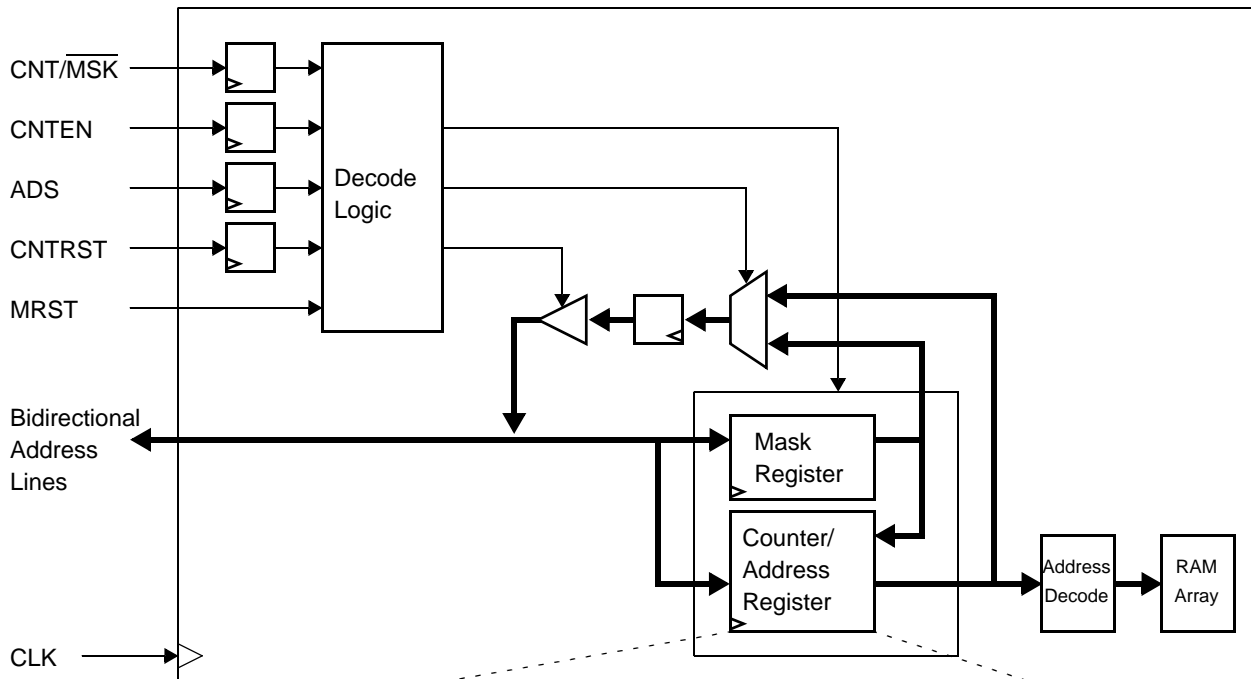 CNT/M̅S̅K̅
CNTEN
ADS
CNTRST
MRST
Decode
Logic
Bidirectional
Address
Lines
Mask
Register
Counter/
Address
Register
Address
Decode
RAM
Array
CLK